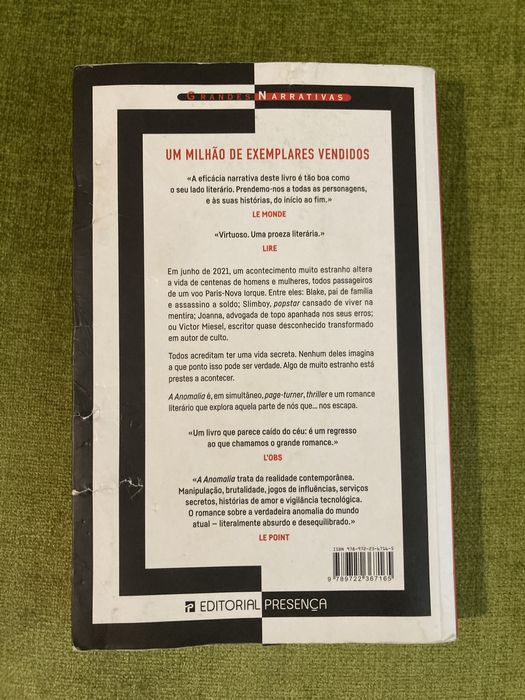 GRANDES NARRATIVAS
UM MILHÃO DE EXEMPLARES VENDIDOS
«A eficácia narrativa deste livro é tão boa como
o seu lado literário. Prendemo-nos a todas as personagens,
e às suas histórias, do início ao fim.»
LE MONDE
«Virtuoso. Uma proeza literária.»
LIRE
Em junho de 2021, um acontecimento muito estranho altera
a vida de centenas de homens e mulheres, todos passageiros
de um voo Paris-Nova Iorque. Entre eles: Blake, pai de família
e assassino a soldo; Slimboy, popstar cansado de viver na
mentira; Joanna, advogada de topo apanhada nos seus erros;
ou Victor Miesel, escritor quase desconhecido transformado
em autor de culto.
Todos acreditam ter uma vida secreta. Nenhum deles imagina
a que ponto isso pode ser verdade. Algo de muito estranho está
prestes a acontecer.
A Anomalia é, em simultâneo, page-turner, thriller e um romance
literário que explora aquela parte de nós que... nos escapa.
«Um livro que parece caído do céu: é um regresso
ao que chamamos o grande romance.»
L'OBS
«A Anomalia trata da realidade contemporânea.
Manipulação, brutalidade, jogos de influências, serviços
secretos, histórias de amor e vigilância tecnológica.
O romance sobre a verdadeira anomalia do mundo
atual – literalmente absurdo e desequilibrado.»
LE POINT
ISBN 978-972-23-6716-5
9 789722 367165
EDITORIAL PRESENÇA